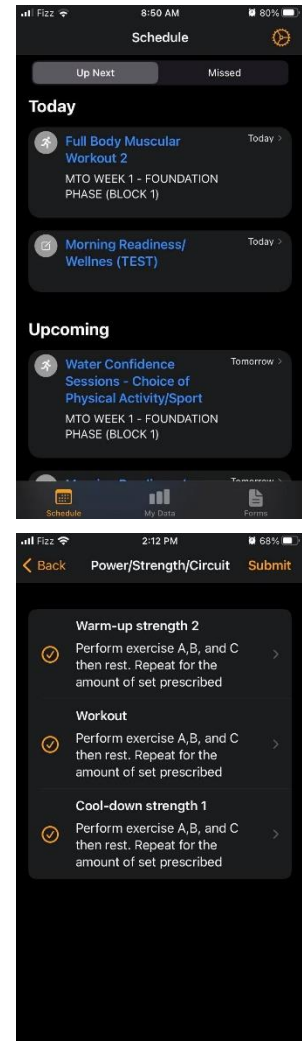 Fizz 8:50 AM 80%
Schedule
Up Next Missed
Today
Full Body Muscular Today
Workout 2
MTO WEEK 1 - FOUNDATION
PHASE (BLOCK 1)
Morning Readiness/ Today
Wellnes (TEST)
Upcoming
Water Confidence Tomorrow
Sessions - Choice of
Physical Activity/Sport
MTO WEEK 1 - FOUNDATION
PHASE (BLOCK 1)
Schedule My Data Forms
Fizz 2:12 PM 68%
Back Power/Strength/Circuit Submit
Warm-up strength 2
Perform exercise A,B, and C
then rest. Repeat for the
amount of set prescribed
Workout
Perform exercise A,B, and C
then rest. Repeat for the
amount of set prescribed
Cool-down strength 1
Perform exercise A,B, and C
then rest. Repeat for the
amount of set prescribed